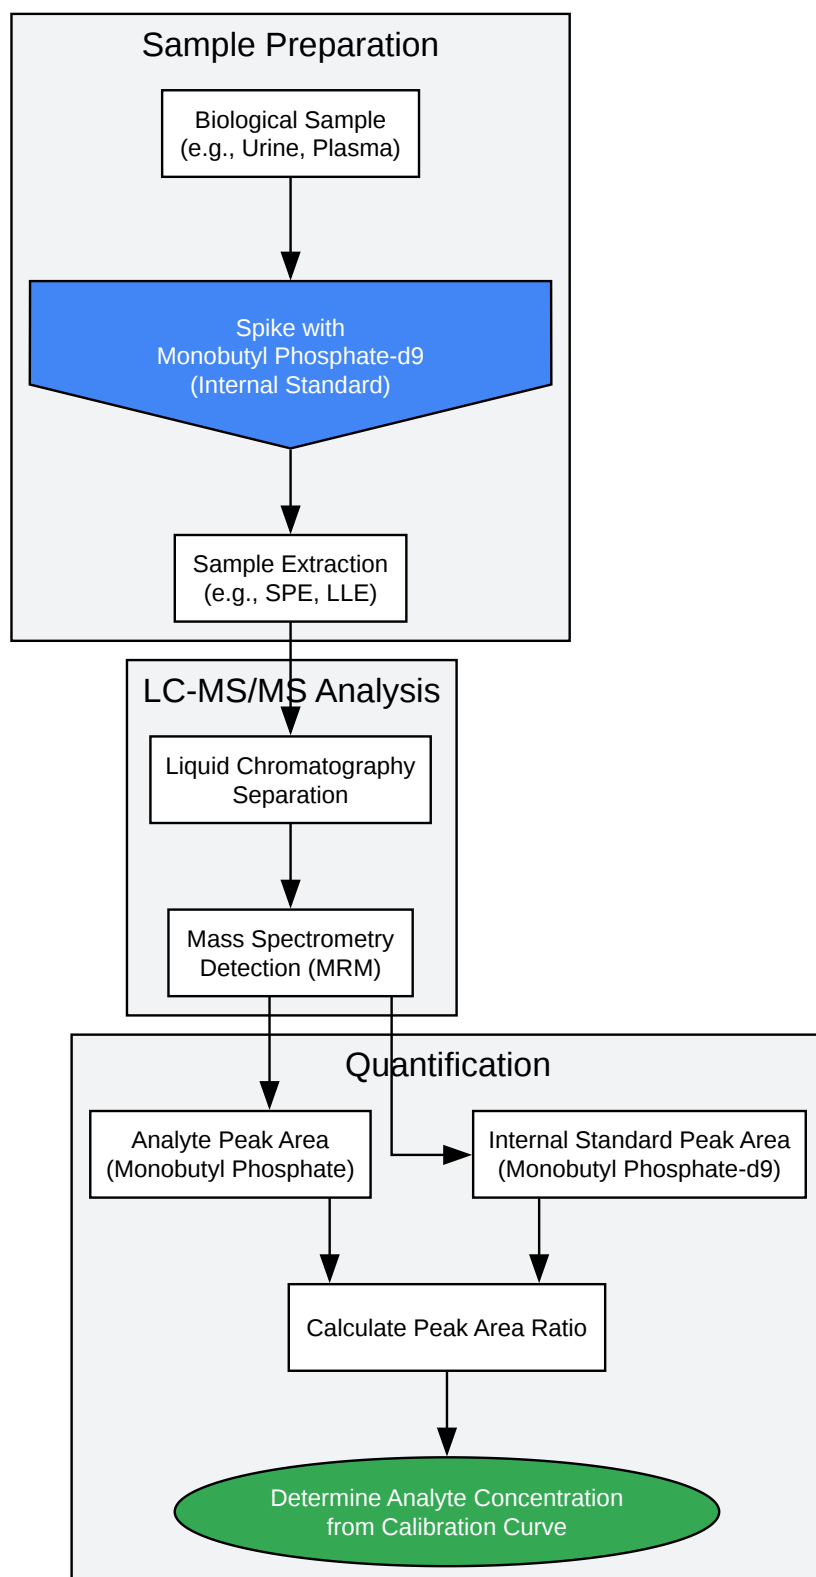 Sample Preparation
Biological Sample
(e.g., Urine, Plasma)
Spike with
Monobutyl Phosphate-d9
(Internal Standard)
Sample Extraction
(e.g., SPE, LLE)
LC-MS/MS Analysis
Liquid Chromatography
Separation
Mass Spectrometry
Detection (MRM)
Quantification
Analyte Peak Area
(Monobutyl Phosphate)
Internal Standard Peak Area
(Monobutyl Phosphate-d9)
Calculate Peak Area Ratio
Determine Analyte Concentration
from Calibration Curve